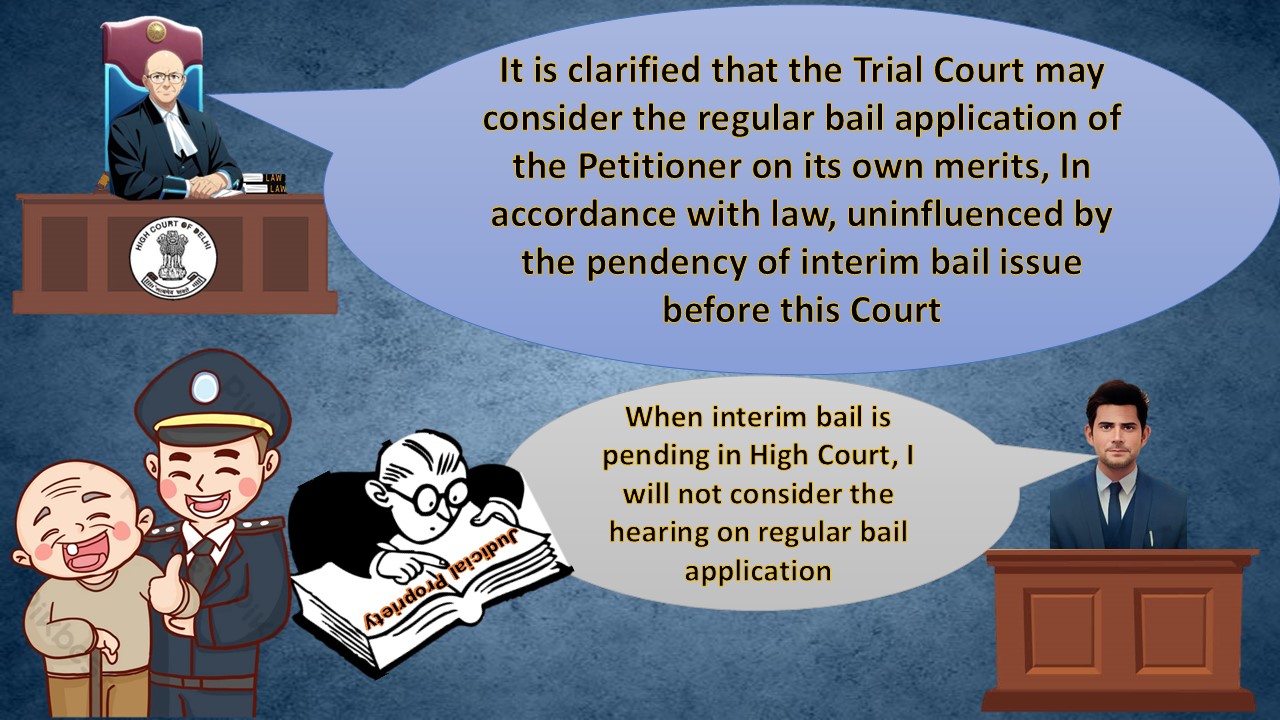 It is clarified that the Trial Court may
consider the regular bail application of
the Petitioner on its own merits, In
accordance with law, uninfluenced by
the pendency of interim bail issue
before this Court
LAW
LAW
HIGH COURT OF DELHI
सत्यमेव जयते
When interim bail is
pending in High Court, I
will not consider the
hearing on regular bail
application
Judicial Propriety